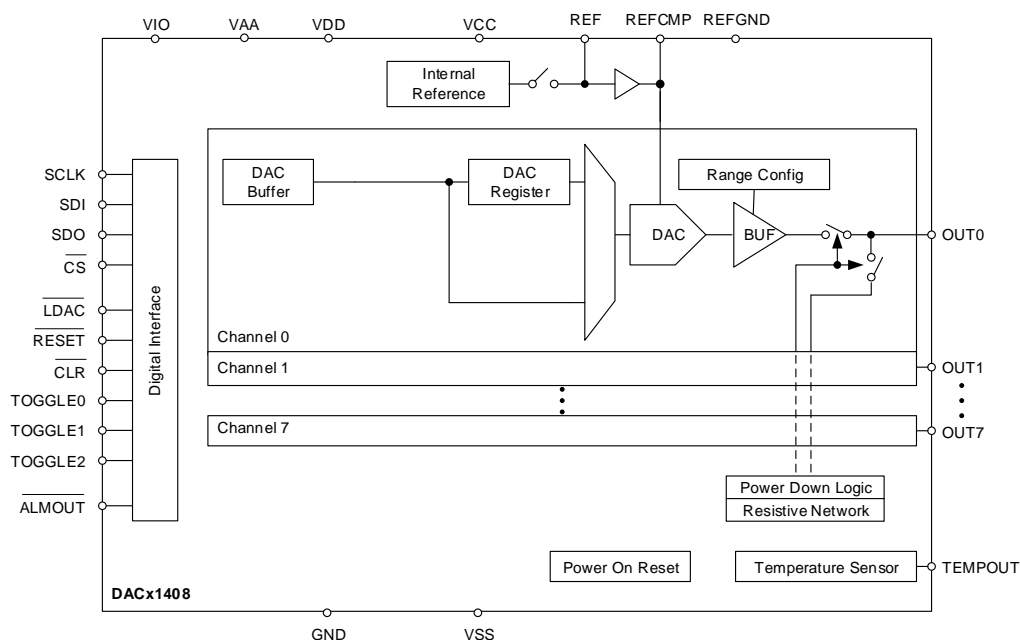 VIO
VAA
VDD
VCC
REF
REFCMP
REFGND
Internal
Reference
SCLK
SDI
SDO
CS
LDAC
RESET
CLR
TOGGLE0
TOGGLE1
TOGGLE2
ALMOUT
Digital Interface
DAC
Buffer
DAC
Register
DAC
Range Config
BUF
OUT0
Channel 0
Channel 1
OUT1
Channel 7
OUT7
Power Down Logic
Resistive Network
Power On Reset
Temperature Sensor
TEMPOUT
DACx1408
GND
VSS